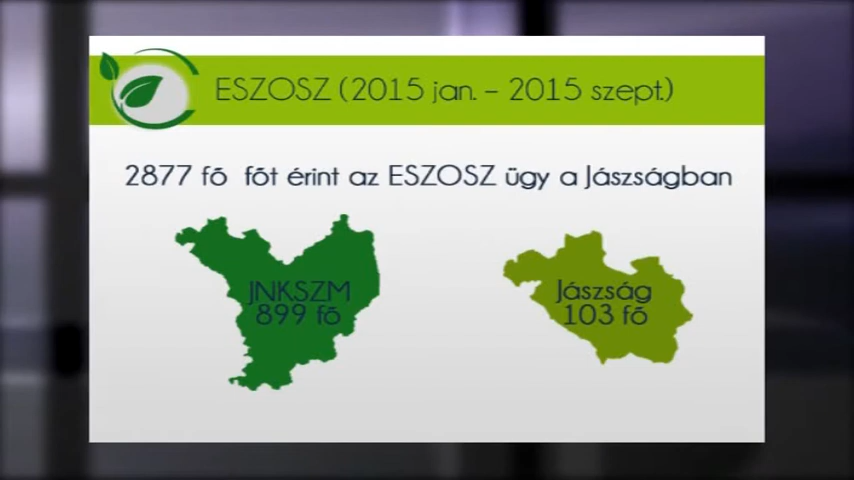 ESZOSZ (2015 jan. – 2015 szept.)
2877 fő főt érint az ESZOSZ ügy a Jászságban
JNKSZM
899 fő
Jászság
103 fő